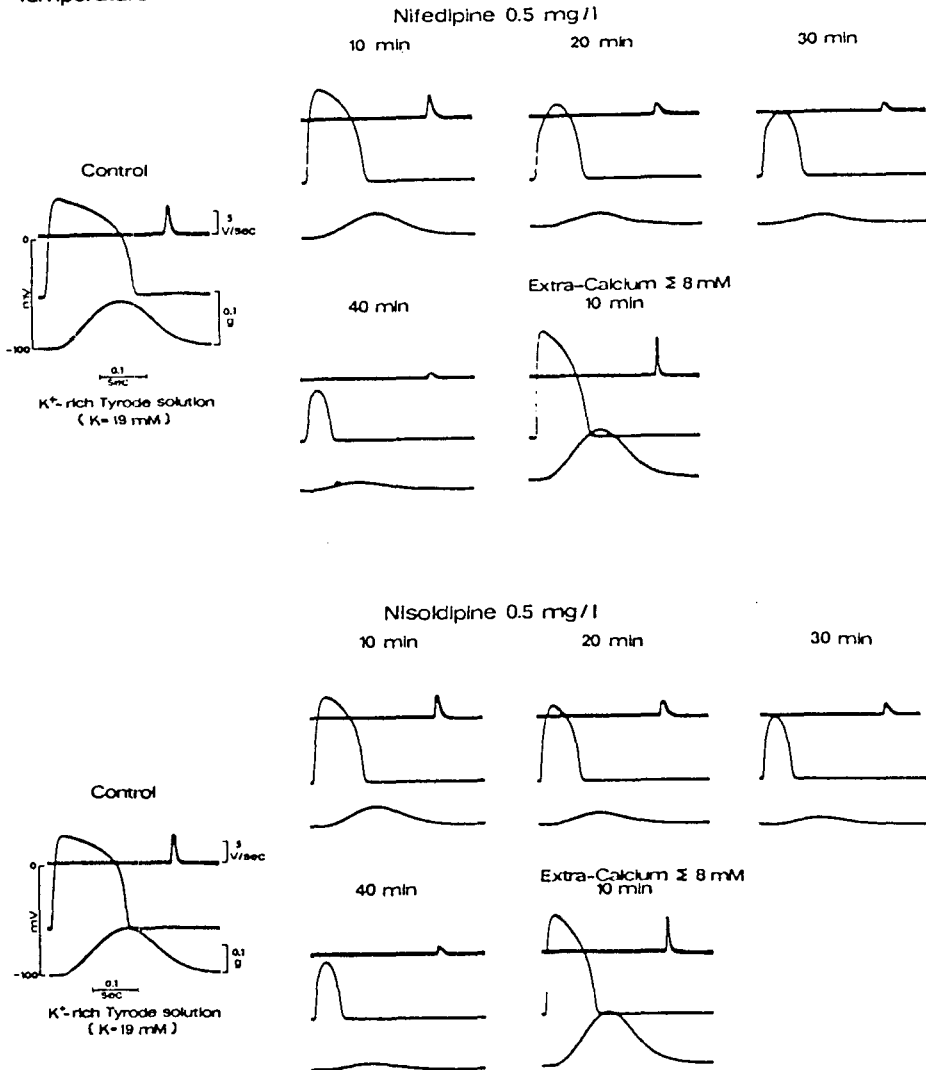 Temperature
Nifedipine 0.5 mg/l
10 min
20 min
30 min
Control
3
V/sec
0
mV
-100
0.1
g
0.1
Sec
K+-rich Tyrode solution
( K= 19 mM )
40 min
Extra-Calcium Σ 8 mM
10 min
Nisoldipine 0.5 mg/l
10 min
20 min
30 min
Control
3
V/sec
0
mV
-100
0.1
g
0.1
Sec
K+-rich Tyrode solution
( K= 19 mM )
40 min
Extra-Calcium Σ 8 mM
10 min